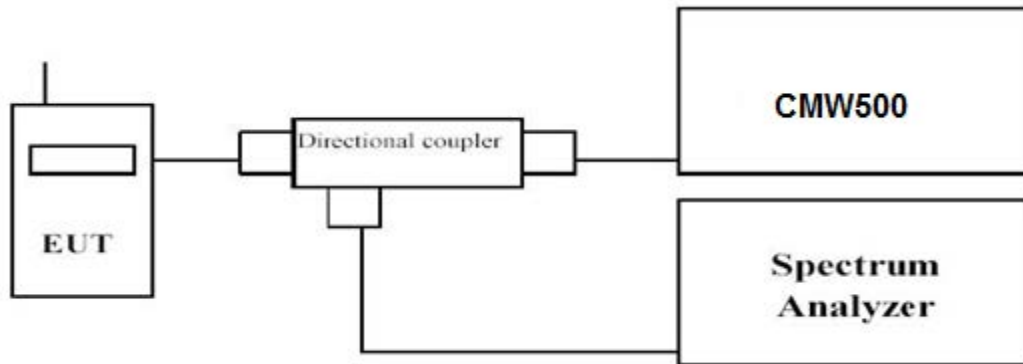 CMW500
Directional coupler
EUT
Spectrum
Analyzer